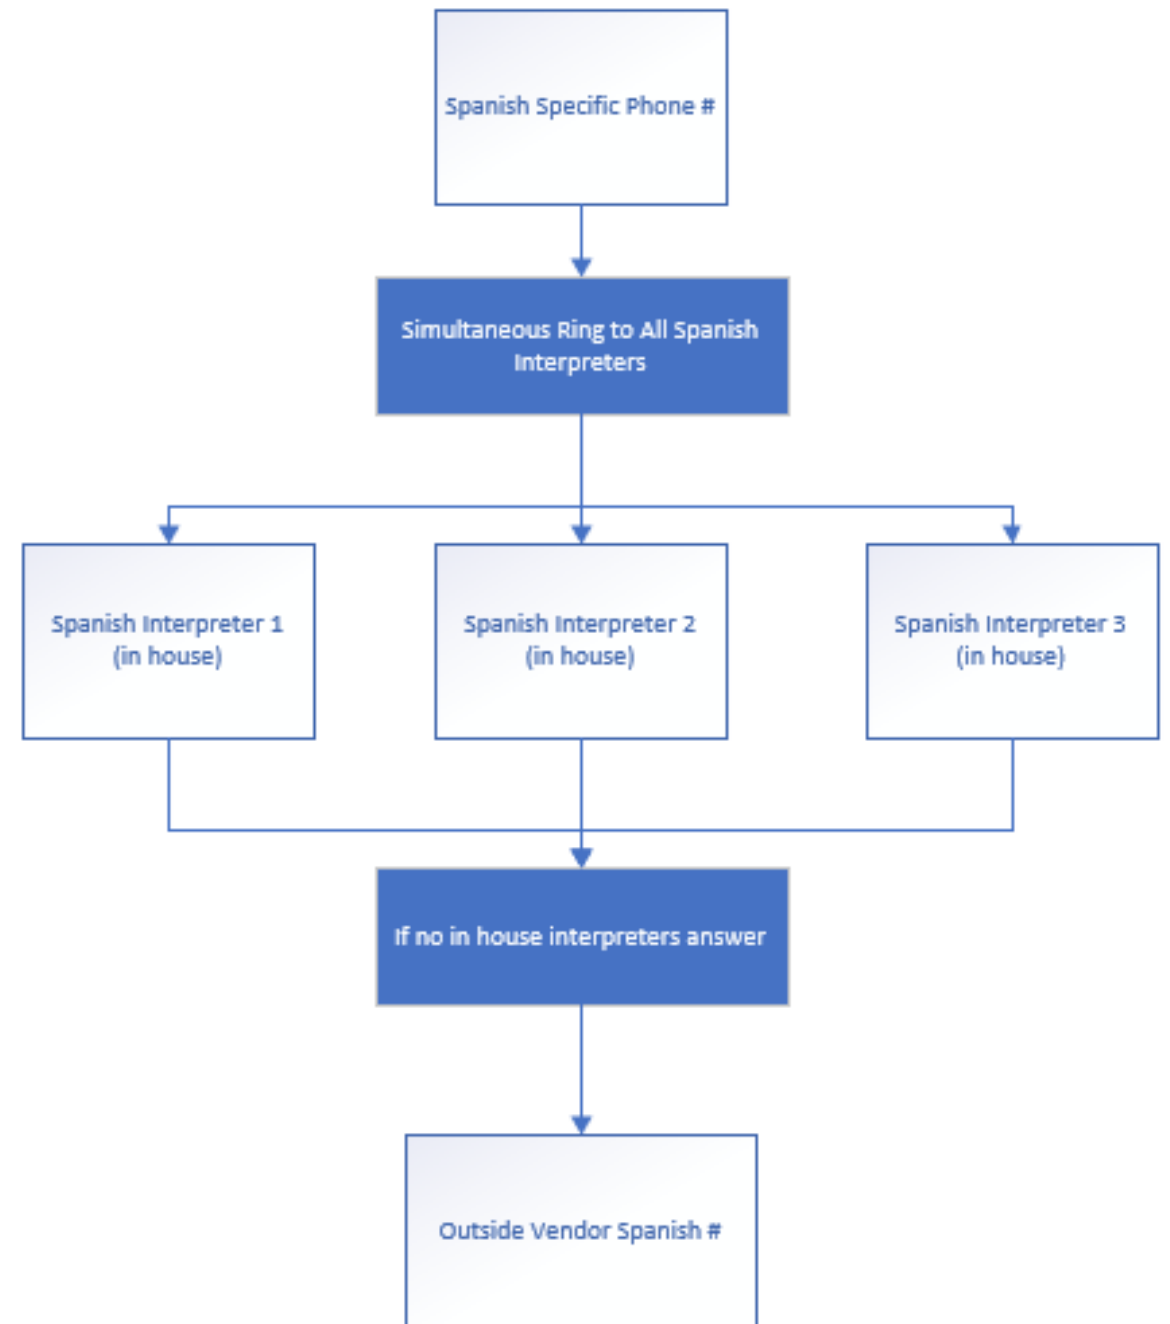 Spanish Specific Phone #
Simultaneous Ring to All Spanish
Interpreters
Spanish Interpreter 1
(in house)
Spanish Interpreter 2
(in house)
Spanish Interpreter 3
(in house)
If no in house interpreters answer
Outside Vendor Spanish #